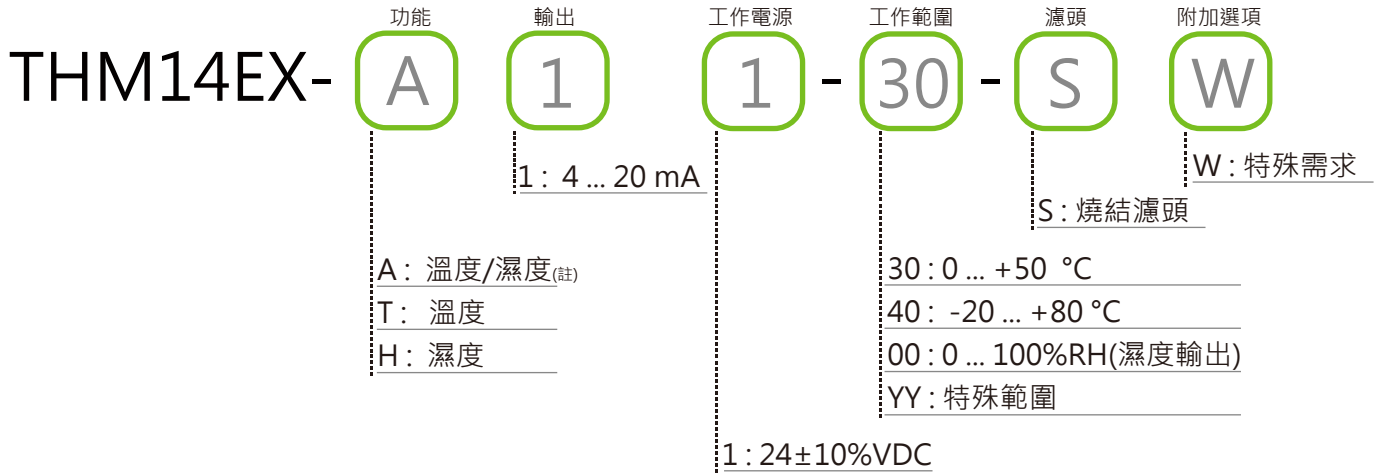 功能 輸出 工作電源 工作範圍 濾頭 附加選項
THM14EX- A 1 1 - 30 - S W
1 : 4 ... 20 mA
W : 特殊需求
S : 燒結濾頭
A : 溫度/濕度(註)
T : 溫度
H : 濕度
30 : 0 ... +50 °C
40 : -20 ... +80 °C
00 : 0 ... 100%RH(濕度輸出)
YY : 特殊範圍
1 : 24±10%VDC